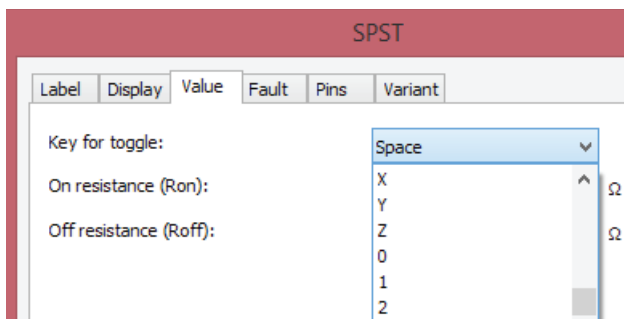 SPST
Label Display Value Fault Pins Variant
Key for toggle: Space
X
On resistance (Ron): Ω
Y
Off resistance (Roff): Z Ω
0
1
2